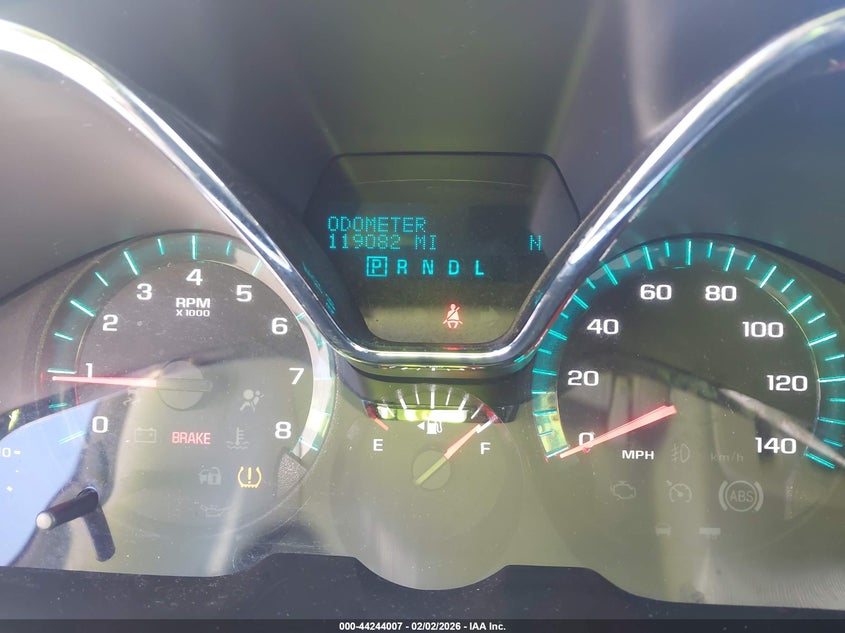 ODOMETER
119082 MI N
P R N D L
0 1 2 3 4 5 6 7 8
RPM
X 1000
BRAKE
E F
0 20 40 60 80 100 120 140
MPH
km/h
ABS
000-44244007 - 02/02/2026 - IAA Inc.